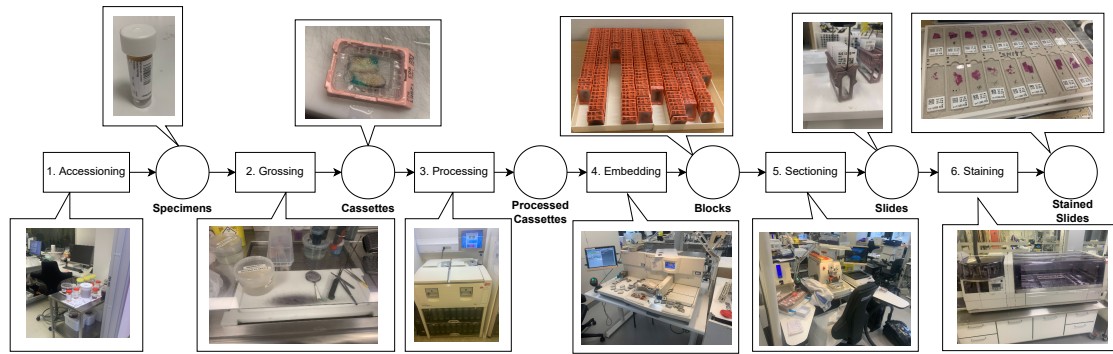 1. Accessioning
Specimens
2. Grossing
Cassettes
3. Processing
Processed
Cassettes
4. Embedding
Blocks
5. Sectioning
Slides
6. Staining
Stained
Slides